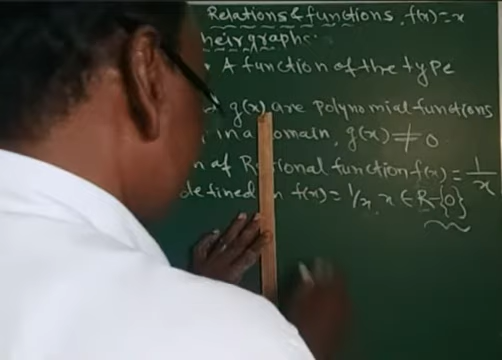 Relations & functions, f(x)=x
their graphs.
A function of the type
g(x) are polynomial functions
in a domain, g(x) ≠ 0
of Rational function f(x) = 1/x
defined f(x) = 1/x, x ∈ R-{0}